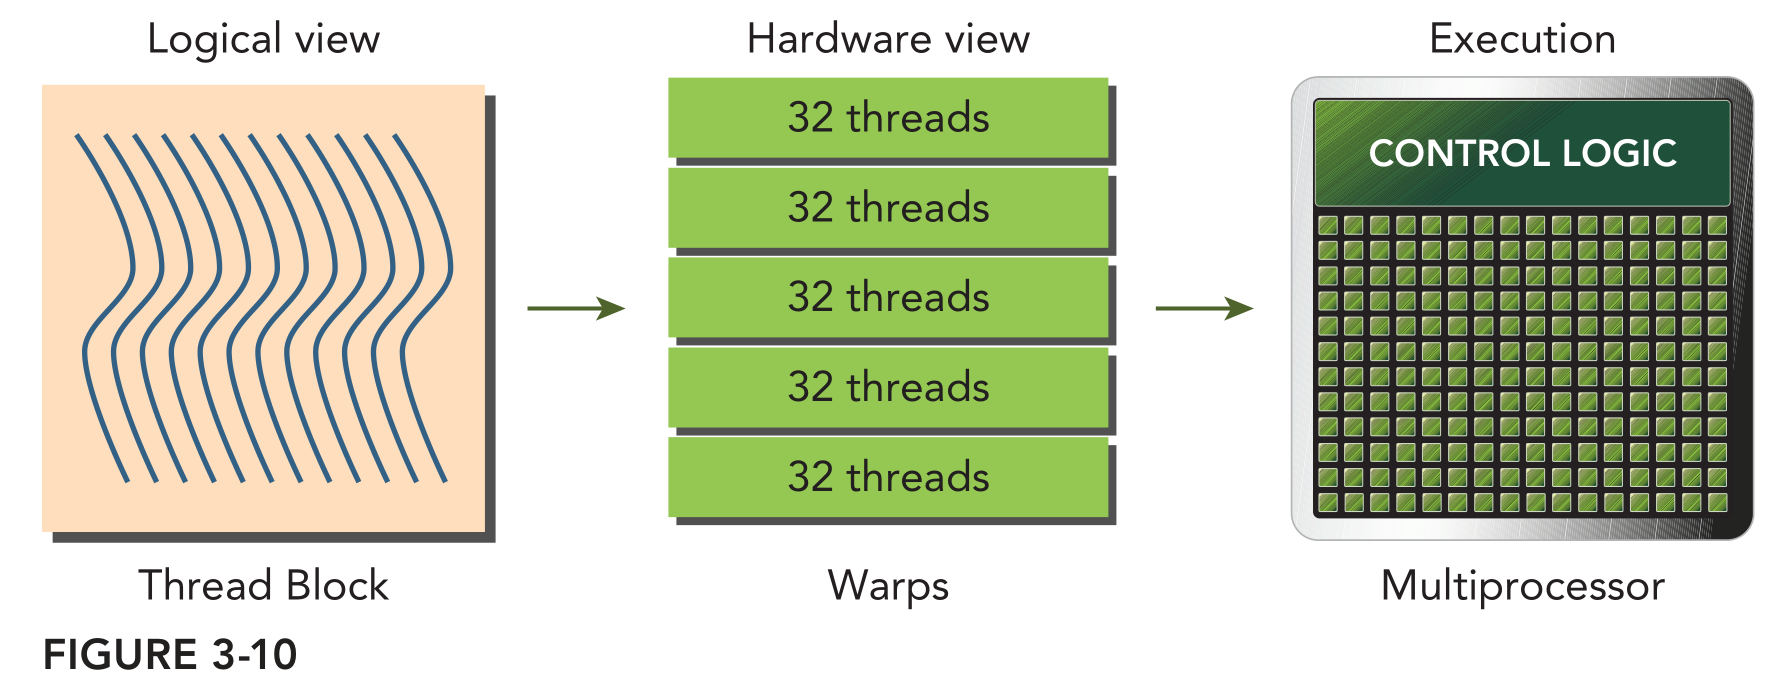 Logical view
Hardware view
Execution
32 threads
32 threads
32 threads
32 threads
32 threads
CONTROL LOGIC
Thread Block
Warps
Multiprocessor
FIGURE 3-10